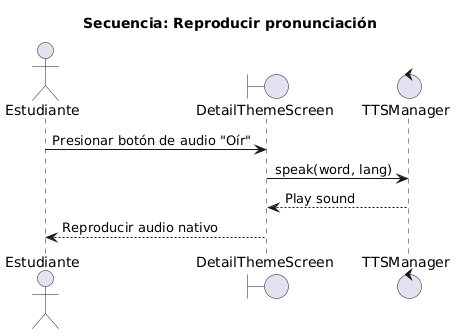 Secuencia: Reproducir pronunciación
Estudiante
DetailThemeScreen
TTSManager
Presionar botón de audio "Oír"
speak(word, lang)
Play sound
Reproducir audio nativo
Estudiante
DetailThemeScreen
TTSManager